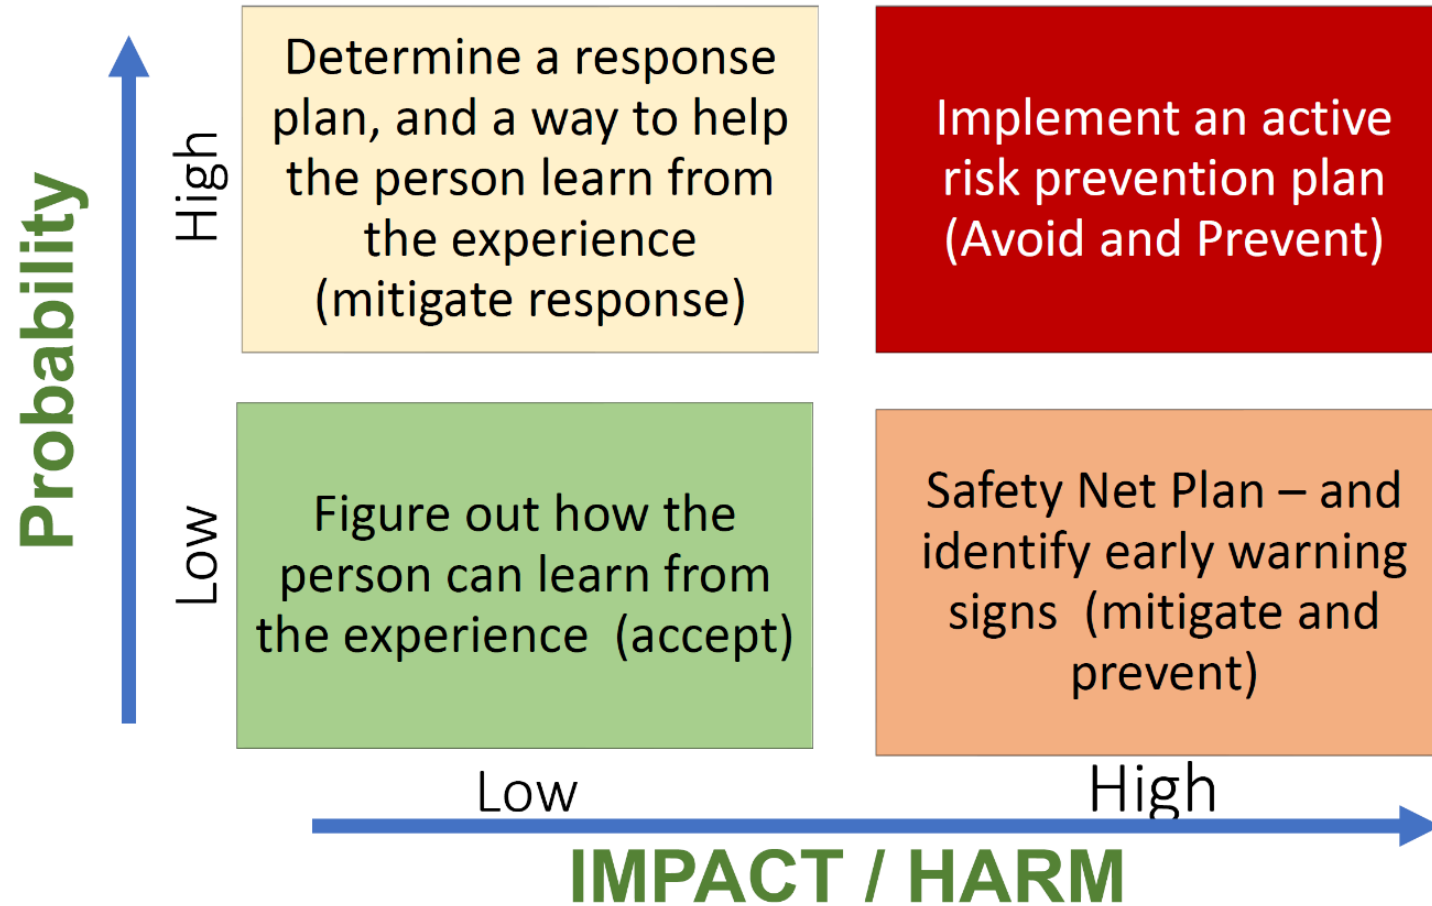 Probability
High
Determine a response
plan, and a way to help
the person learn from
the experience
(mitigate response)
Implement an active
risk prevention plan
(Avoid and Prevent)
Low
Figure out how the
person can learn from
the experience (accept)
Safety Net Plan – and
identify early warning
signs (mitigate and
prevent)
Low
High
IMPACT / HARM